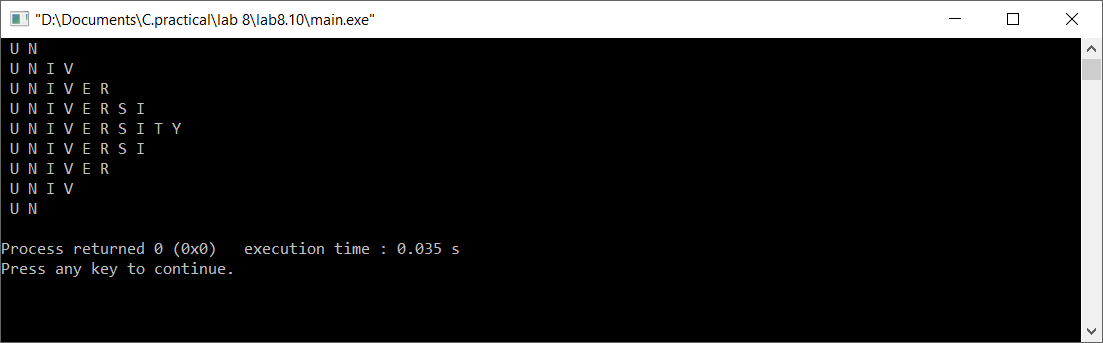 "D:\Documents\C.practical\lab 8\lab8.10\main.exe"
U N
U N I V
U N I V E R
U N I V E R S I
U N I V E R S I T Y
U N I V E R S I
U N I V E R
U N I V
U N
Process returned 0 (0x0)   execution time : 0.035 s
Press any key to continue.